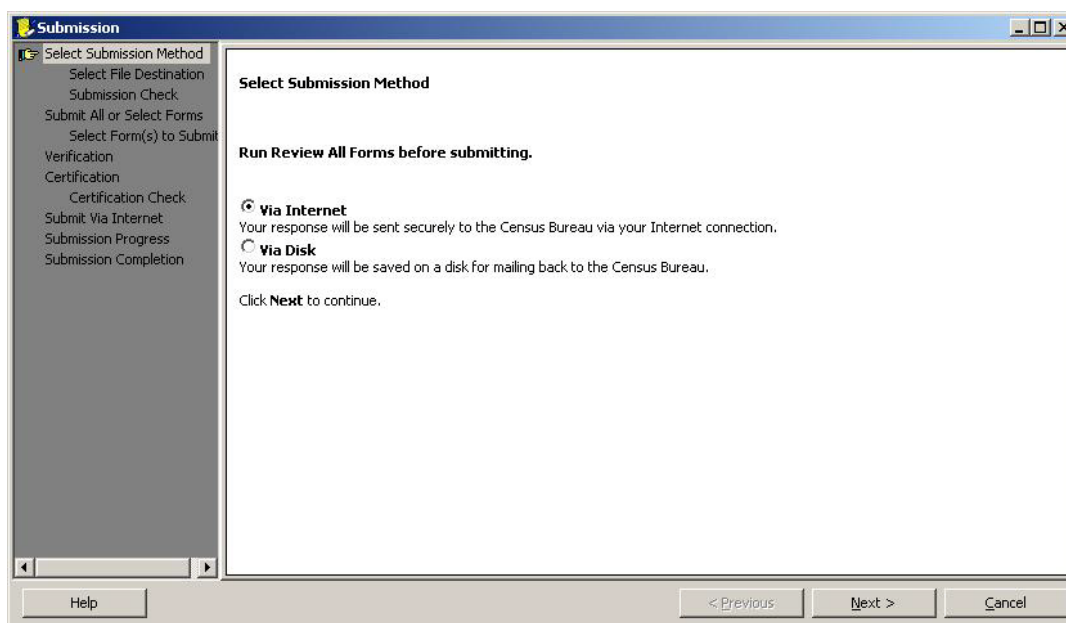 Submission
Select Submission Method
Select File Destination
Submission Check
Submit All or Select Forms
Select Form(s) to Submit
Verification
Certification
Certification Check
Submit Via Internet
Submission Progress
Submission Completion
Select Submission Method
Run Review All Forms before submitting.
Via Internet
Your response will be sent securely to the Census Bureau via your Internet connection.
Via Disk
Your response will be saved on a disk for mailing back to the Census Bureau.
Click Next to continue.
Help
< Previous
Next >
Cancel